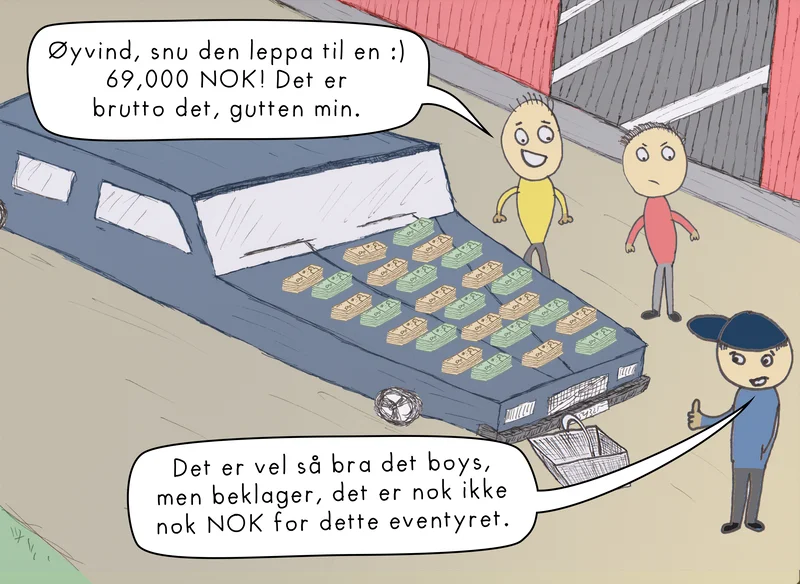 Øyvind, snu den leppa til en :)
69,000 NOK! Det er
brutto det, gutten min.
Det er vel så bra det boys,
men beklager, det er nok ikke
nok NOK for dette eventyret.